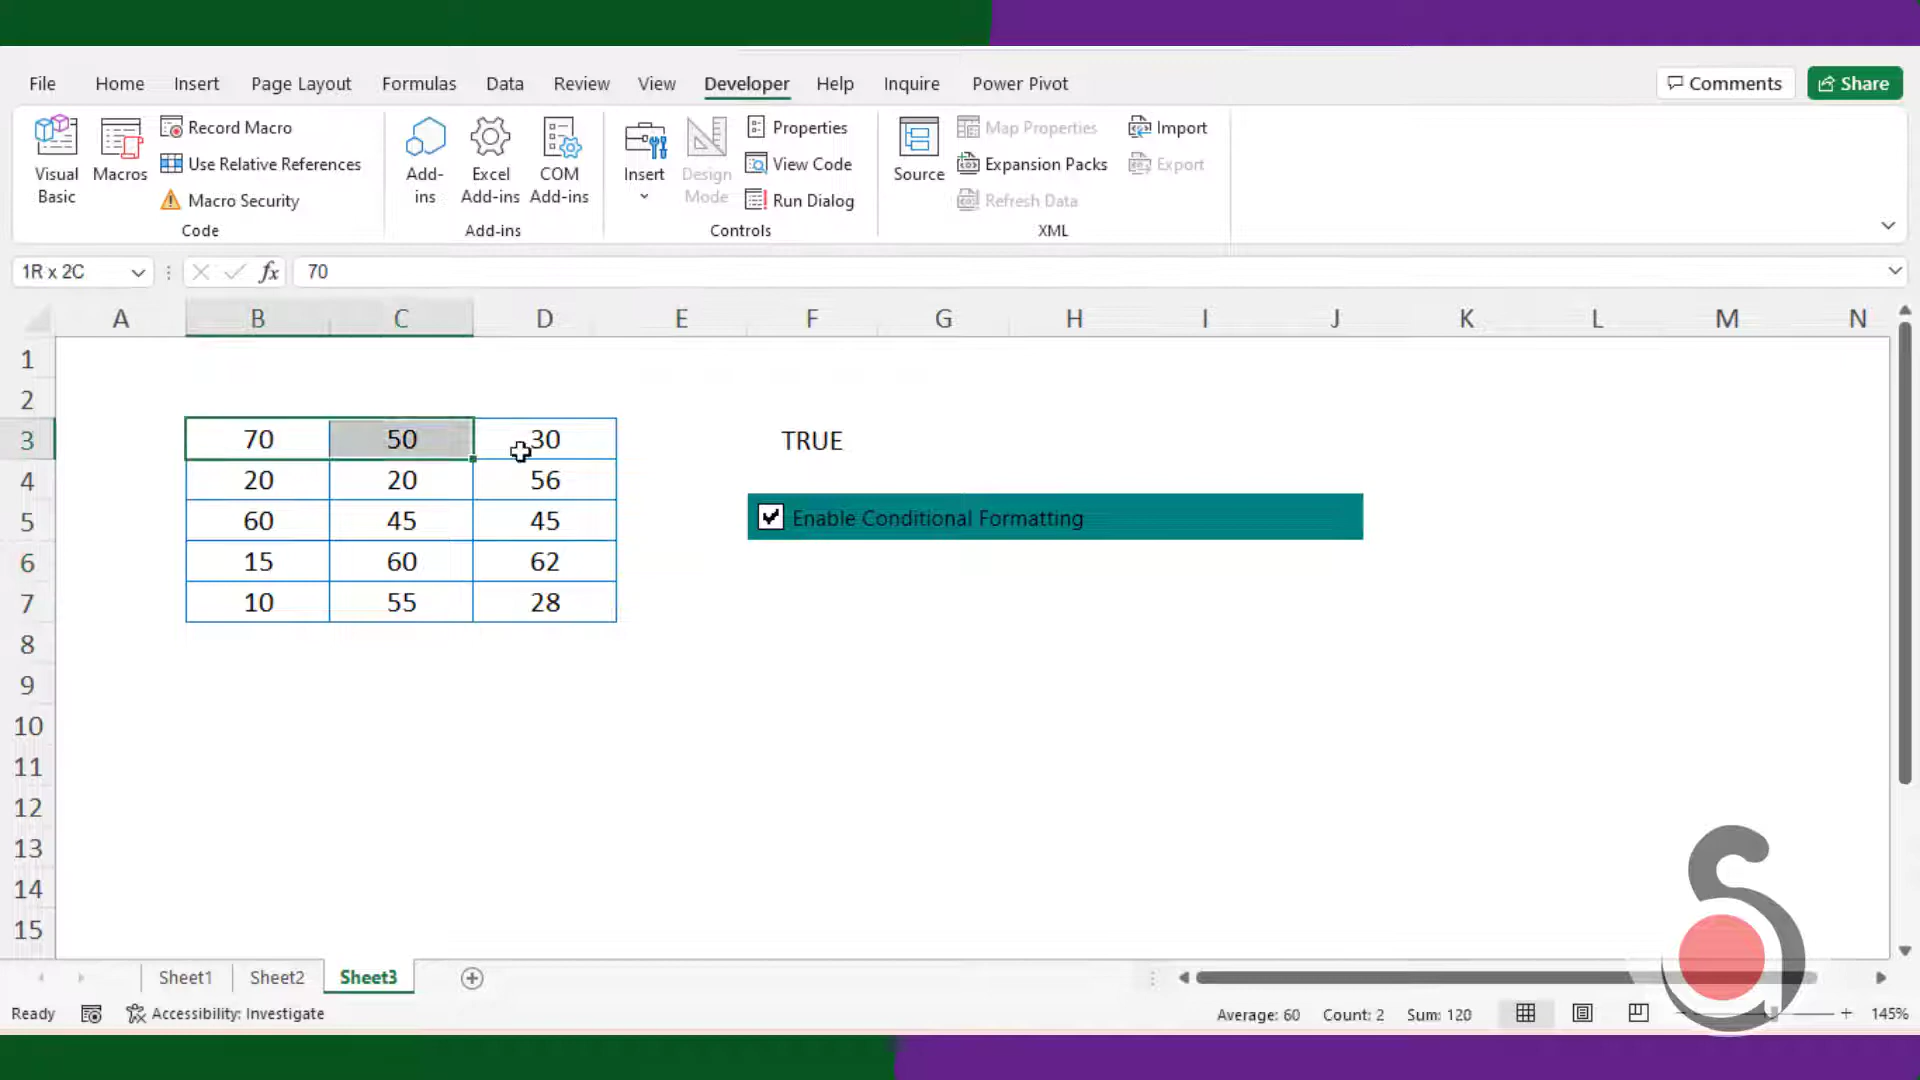 File Home Insert Page Layout Formulas Data Review View Developer Help Inquire Power Pivot Comments Share
Visual Basic
Macros
Record Macro
Use Relative References
Macro Security
Code
Add-ins
Excel Add-ins
COM Add-ins
Add-ins
Insert
Design Mode
Properties
View Code
Run Dialog
Controls
Source
Map Properties
Expansion Packs
Refresh Data
Import
Export
XML
1R x 2C fx 70
A B C D E F G H I J K L M N
1
2
3 70 50 30 TRUE
4 20 20 56
5 60 45 45 Enable Conditional Formatting
6 15 60 62
7 10 55 28
8
9
10
11
12
13
14
15
Sheet1 Sheet2 Sheet3
Ready Accessibility: Investigate Average: 60 Count: 2 Sum: 120 145%